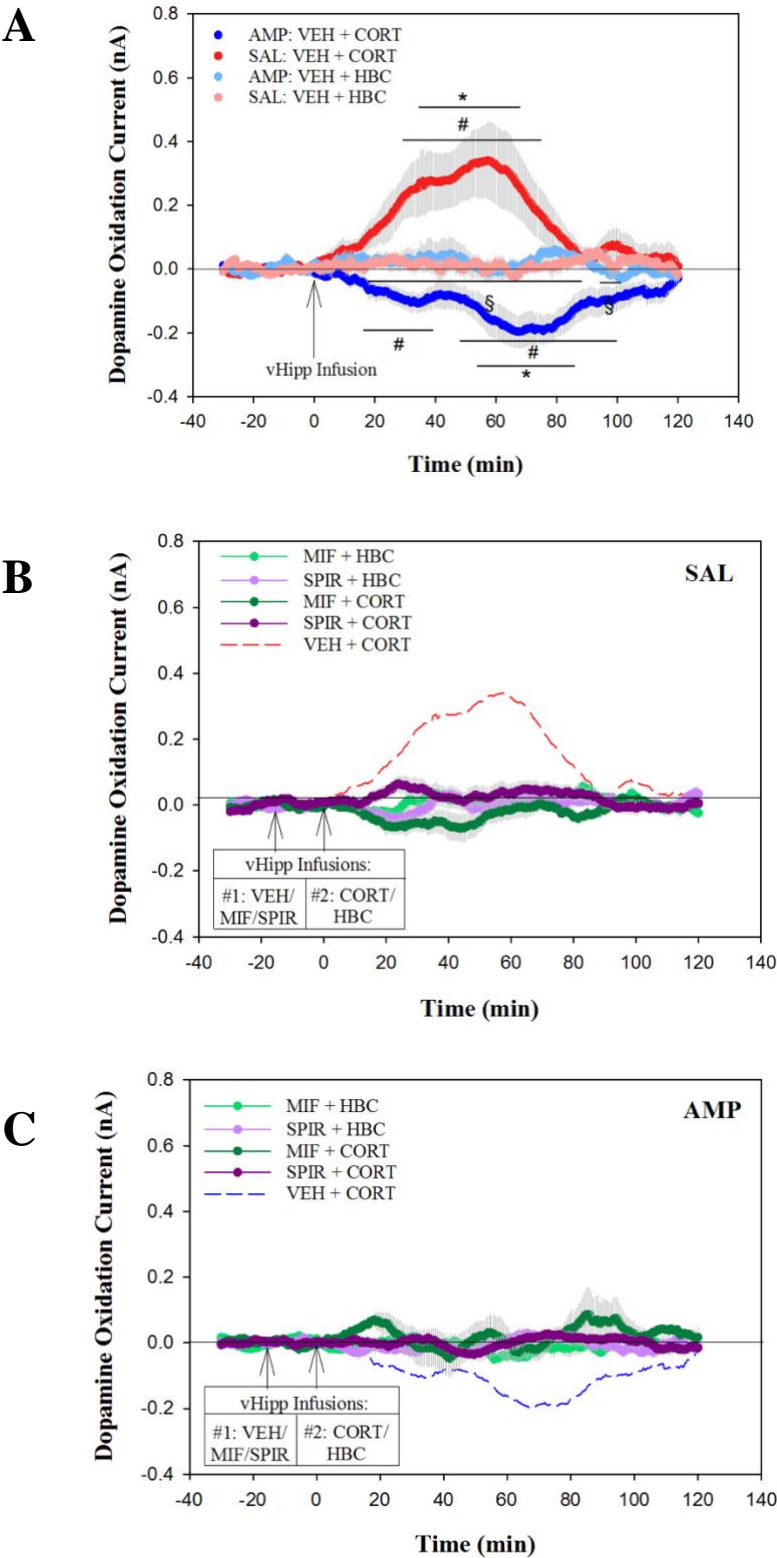 A
Dopamine Oxidation Current (nA)
0.8
0.6
0.4
0.2
0.0
-0.2
-0.4
AMP: VEH + CORT
SAL: VEH + CORT
AMP: VEH + HBC
SAL: VEH + HBC
*
#
§
§
#
#
*
vHipp Infusion
-40 -20 0 20 40 60 80 100 120 140
Time (min)
B
Dopamine Oxidation Current (nA)
0.8
0.6
0.4
0.2
0.0
-0.2
-0.4
MIF + HBC
SPIR + HBC
MIF + CORT
SPIR + CORT
VEH + CORT
SAL
vHipp Infusions:
#1: VEH/ #2: CORT/
MIF/SPIR HBC
-40 -20 0 20 40 60 80 100 120 140
Time (min)
C
Dopamine Oxidation Current (nA)
0.8
0.6
0.4
0.2
0.0
-0.2
-0.4
MIF + HBC
SPIR + HBC
MIF + CORT
SPIR + CORT
VEH + CORT
AMP
vHipp Infusions:
#1: VEH/ #2: CORT/
MIF/SPIR HBC
-40 -20 0 20 40 60 80 100 120 140
Time (min)